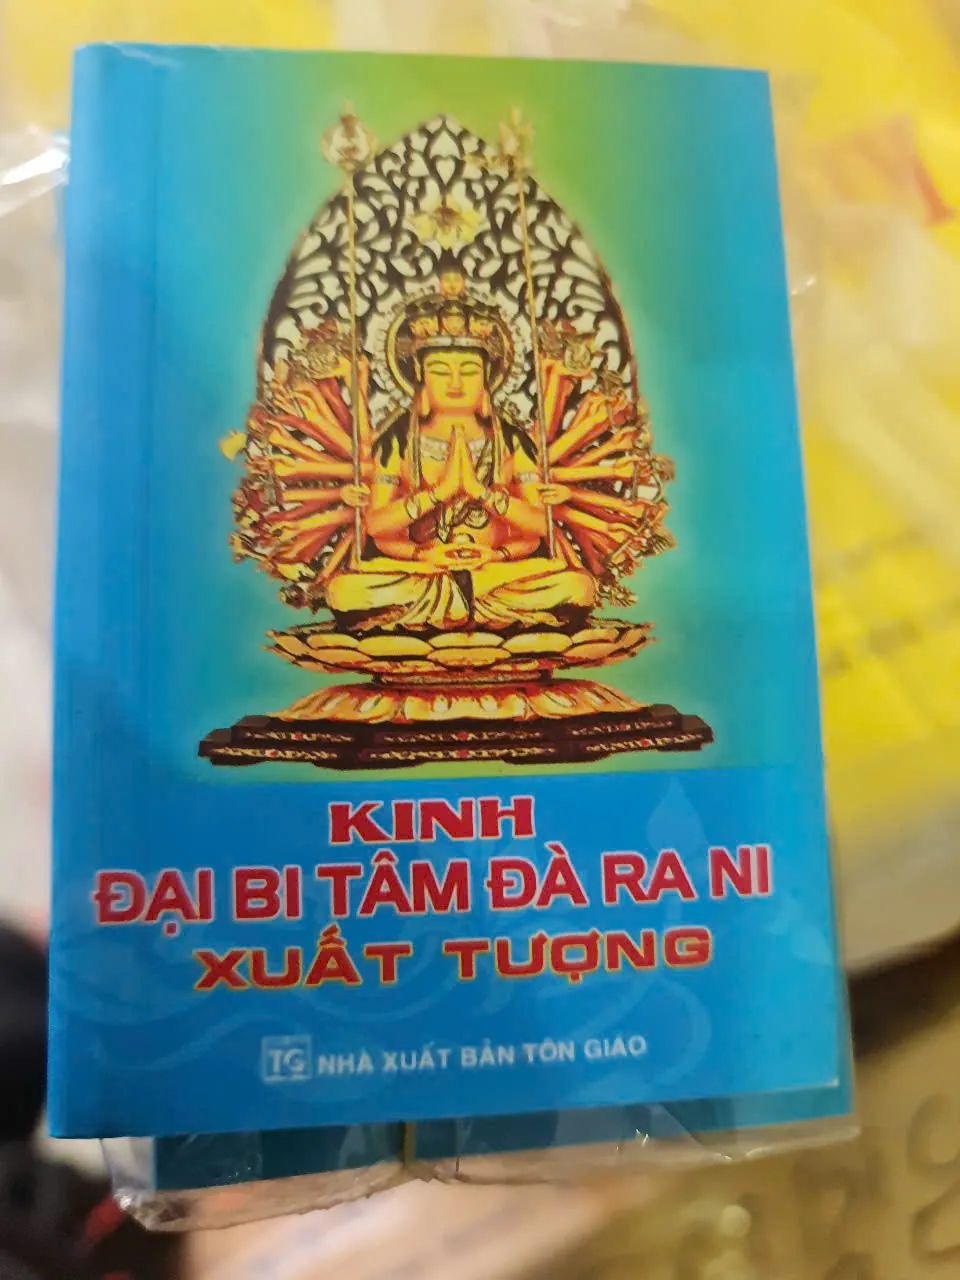 KINH
ĐẠI BI TÂM ĐÀ RA NI
XUẤT TƯỢNG
TG NHÀ XUẤT BẢN TÔN GIÁO